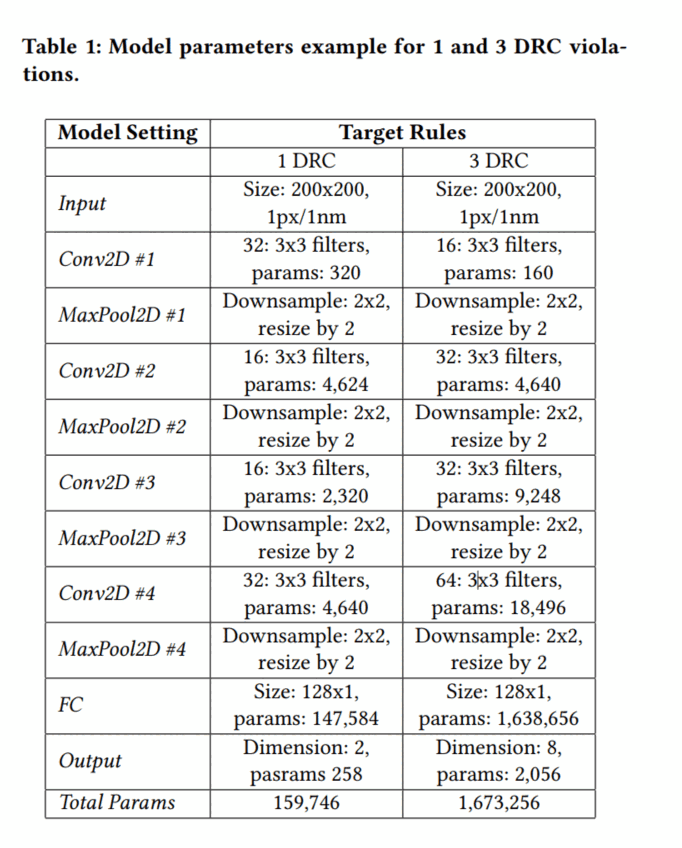 Table 1: Model parameters example for 1 and 3 DRC viola-
tions.
Model Setting Target Rules
1 DRC 3 DRC
Input Size: 200x200, Size: 200x200,
1px/1nm 1px/1nm
Conv2D #1 32: 3x3 filters, 16: 3x3 filters,
params: 320 params: 160
MaxPool2D #1 Downsample: 2x2, Downsample: 2x2,
resize by 2 resize by 2
Conv2D #2 16: 3x3 filters, 32: 3x3 filters,
params: 4,624 params: 4,640
MaxPool2D #2 Downsample: 2x2, Downsample: 2x2,
resize by 2 resize by 2
Conv2D #3 16: 3x3 filters, 32: 3x3 filters,
params: 2,320 params: 9,248
MaxPool2D #3 Downsample: 2x2, Downsample: 2x2,
resize by 2 resize by 2
Conv2D #4 32: 3x3 filters, 64: 3x3 filters,
params: 4,640 params: 18,496
MaxPool2D #4 Downsample: 2x2, Downsample: 2x2,
resize by 2 resize by 2
FC Size: 128x1, Size: 128x1,
params: 147,584 params: 1,638,656
Output Dimension: 2, Dimension: 8,
pasrams 258 params: 2,056
Total Params 159,746 1,673,256